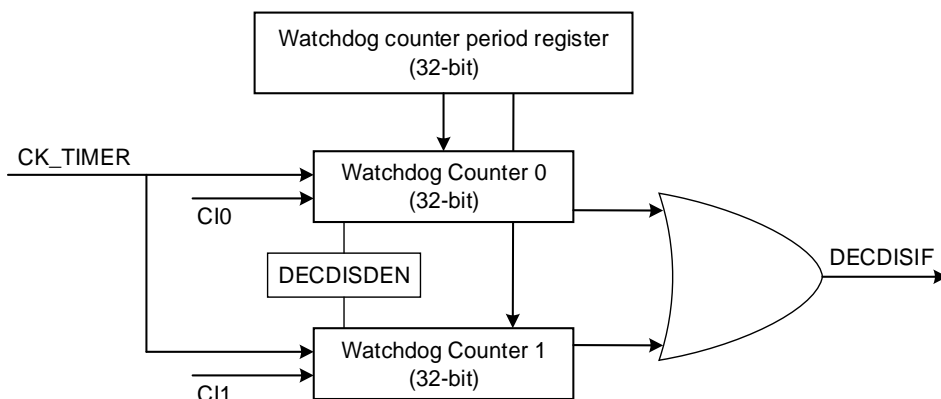 Watchdog counter period register
(32-bit)
CK_TIMER
Watchdog Counter 0
(32-bit)
CI0
DECDISDEN
DECDISIF
Watchdog Counter 1
(32-bit)
CI1